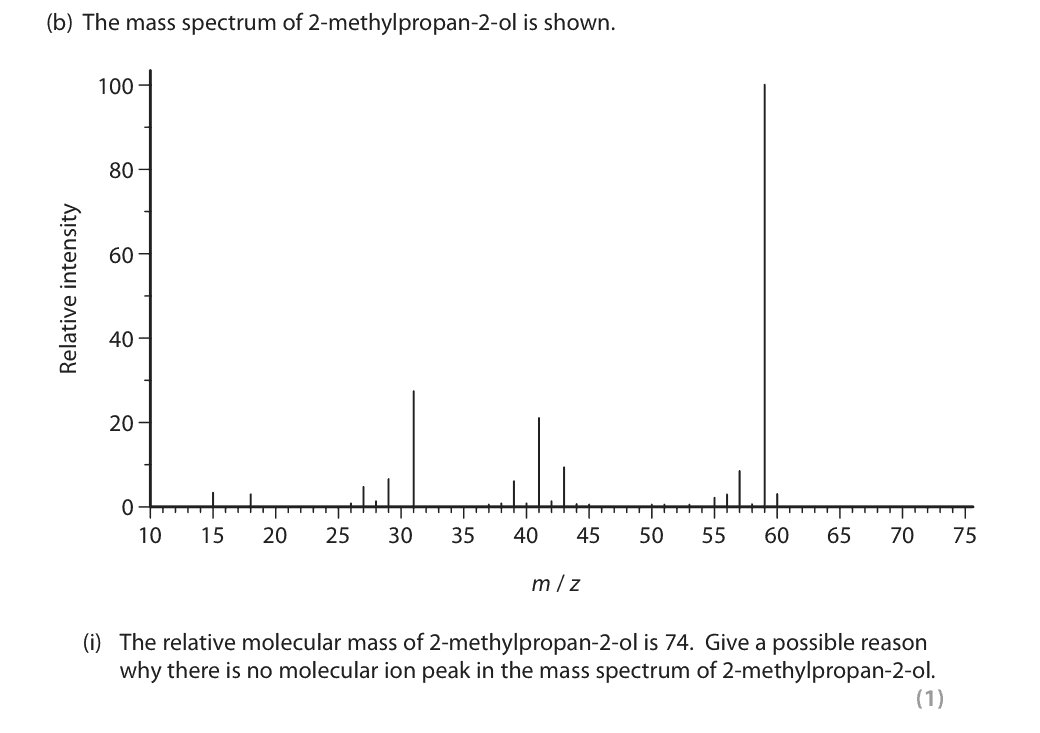 (b) The mass spectrum of 2-methylpropan-2-ol is shown.
100
80
60
40
20
0
Relative intensity
10 15 20 25 30 35 40 45 50 55 60 65 70 75
m / z
(i) The relative molecular mass of 2-methylpropan-2-ol is 74. Give a possible reason
why there is no molecular ion peak in the mass spectrum of 2-methylpropan-2-ol.
(1)